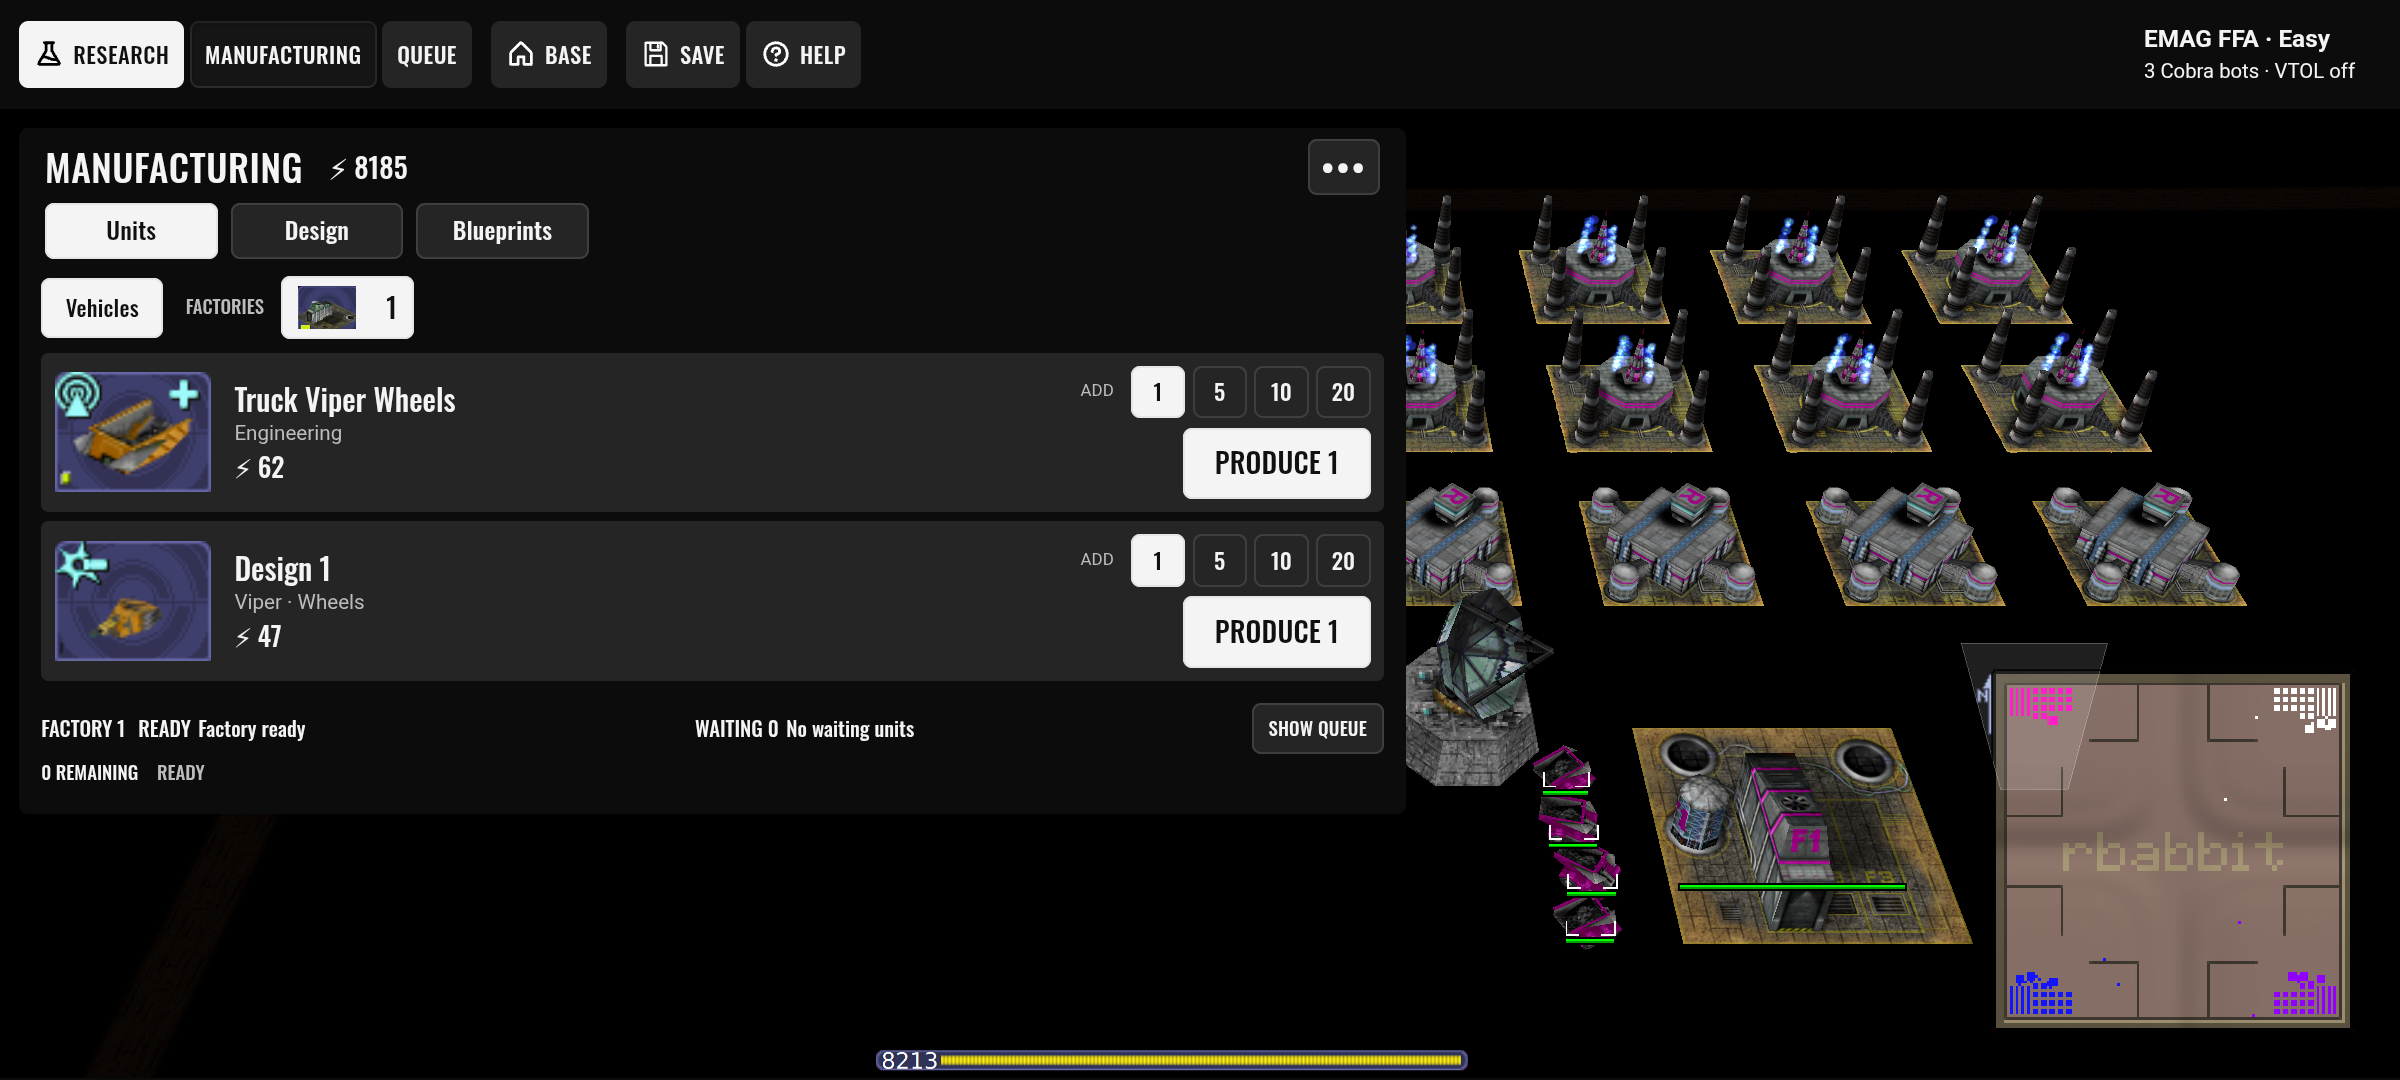 RESEARCH
MANUFACTURING
QUEUE
BASE
SAVE
HELP
EMAG FFA · Easy
3 Cobra bots · VTOL off
MANUFACTURING ⚡ 8185
•••
Units
Design
Blueprints
Vehicles
FACTORIES
1
Truck Viper Wheels
Engineering
⚡ 62
ADD 1 5 10 20
PRODUCE 1
Design 1
Viper · Wheels
⚡ 47
ADD 1 5 10 20
PRODUCE 1
FACTORY 1 READY Factory ready
WAITING 0 No waiting units
SHOW QUEUE
0 REMAINING READY
R
R
R
R
F1
F3
N
rbabbit
8213